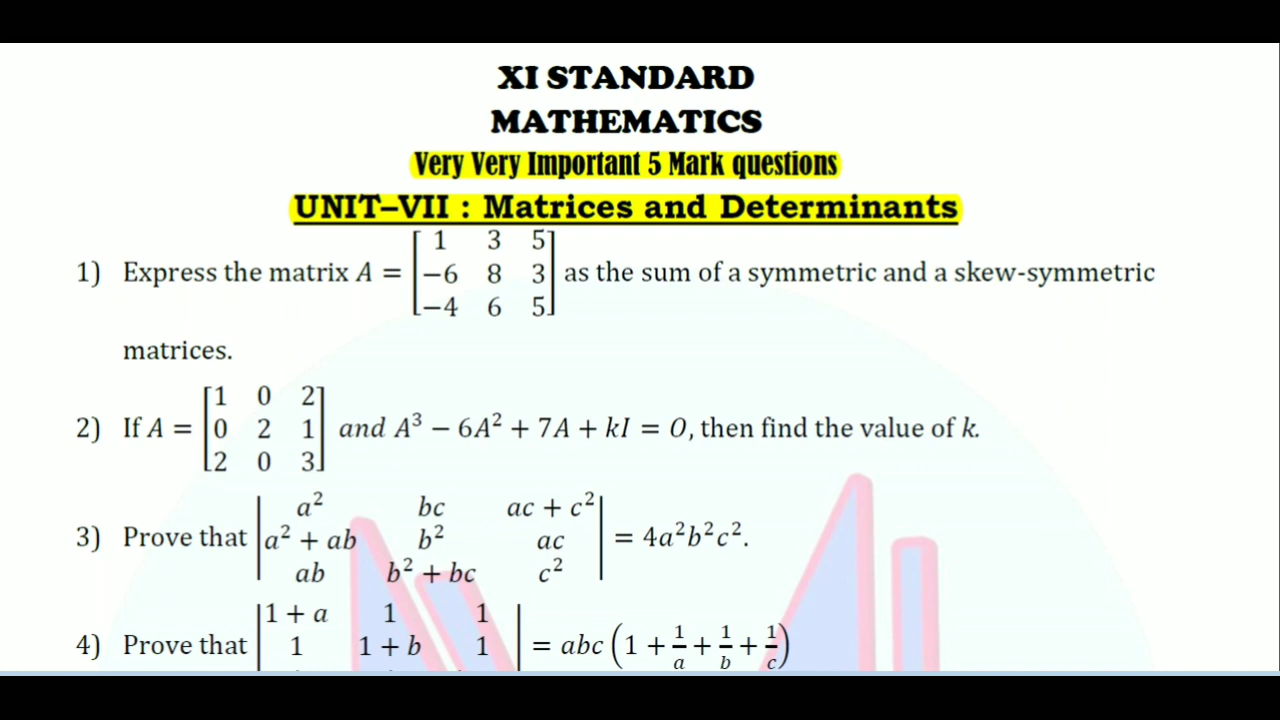 XI STANDARD
MATHEMATICS
Very Very Important 5 Mark questions
UNIT–VII : Matrices and Determinants
1) Express the matrix A = [1 3 5; −6 8 3; −4 6 5] as the sum of a symmetric and a skew-symmetric
matrices.
2) If A = [1 0 2; 0 2 1; 2 0 3] and A³ − 6A² + 7A + kI = O, then find the value of k.
3) Prove that |a² bc ac + c²; a² + ab b² ac; ab b² + bc c²| = 4a²b²c².
4) Prove that |1 + a 1 1; 1 1 + b 1| = abc (1 + 1/a + 1/b + 1/c)